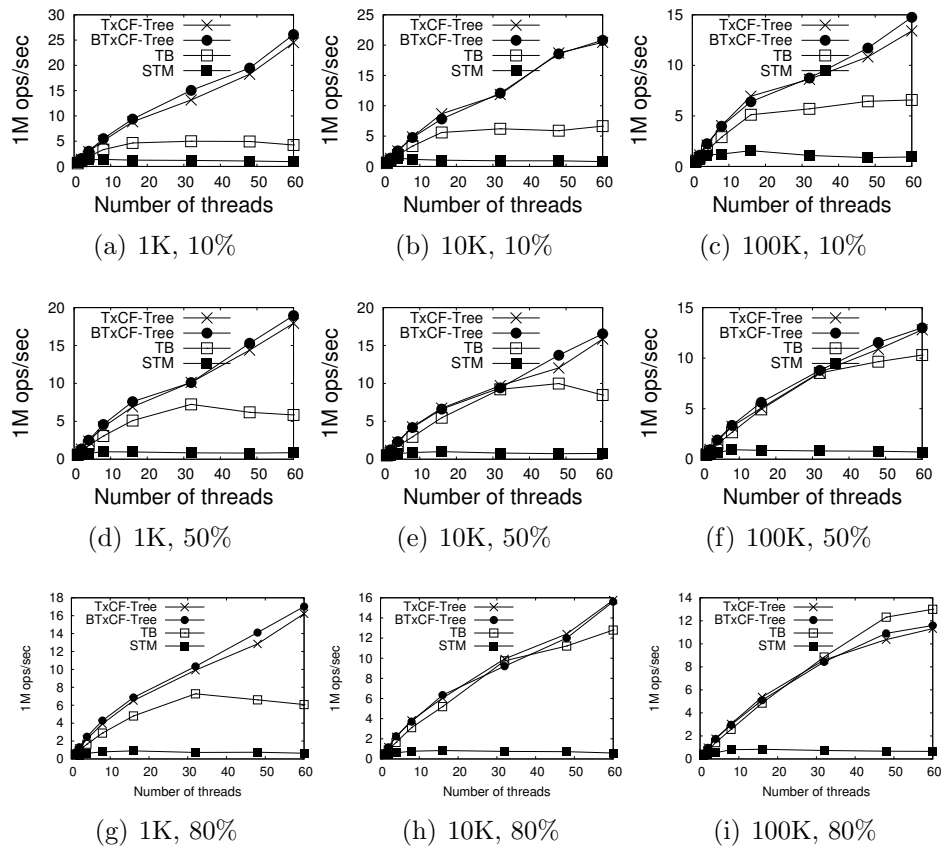 TxCF-Tree
BTxCF-Tree
TB
STM
1M ops/sec
30
25
20
15
10
5
0
0 10 20 30 40 50 60
Number of threads
(a) 1K, 10%
TxCF-Tree
BTxCF-Tree
TB
STM
1M ops/sec
25
20
15
10
5
0
0 10 20 30 40 50 60
Number of threads
(b) 10K, 10%
TxCF-Tree
BTxCF-Tree
TB
STM
1M ops/sec
15
10
5
0
0 10 20 30 40 50 60
Number of threads
(c) 100K, 10%
TxCF-Tree
BTxCF-Tree
TB
STM
1M ops/sec
20
15
10
5
0
0 10 20 30 40 50 60
Number of threads
(d) 1K, 50%
TxCF-Tree
BTxCF-Tree
TB
STM
1M ops/sec
20
15
10
5
0
0 10 20 30 40 50 60
Number of threads
(e) 10K, 50%
TxCF-Tree
BTxCF-Tree
TB
STM
1M ops/sec
15
10
5
0
0 10 20 30 40 50 60
Number of threads
(f) 100K, 50%
TxCF-Tree
BTxCF-Tree
TB
STM
1M ops/sec
18
16
14
12
10
8
6
4
2
0
0 10 20 30 40 50 60
Number of threads
(g) 1K, 80%
TxCF-Tree
BTxCF-Tree
TB
STM
1M ops/sec
16
14
12
10
8
6
4
2
0
0 10 20 30 40 50 60
Number of threads
(h) 10K, 80%
TxCF-Tree
BTxCF-Tree
TB
STM
1M ops/sec
14
12
10
8
6
4
2
0
0 10 20 30 40 50 60
Number of threads
(i) 100K, 80%